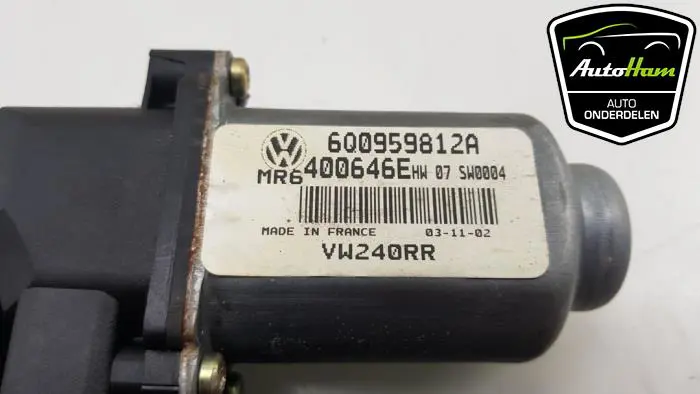 AutoHam
AUTO
ONDERDELEN
6Q0959812A
MR6 400646E HW 07 SW0004
MADE IN FRANCE 03-11-02
VW240RR